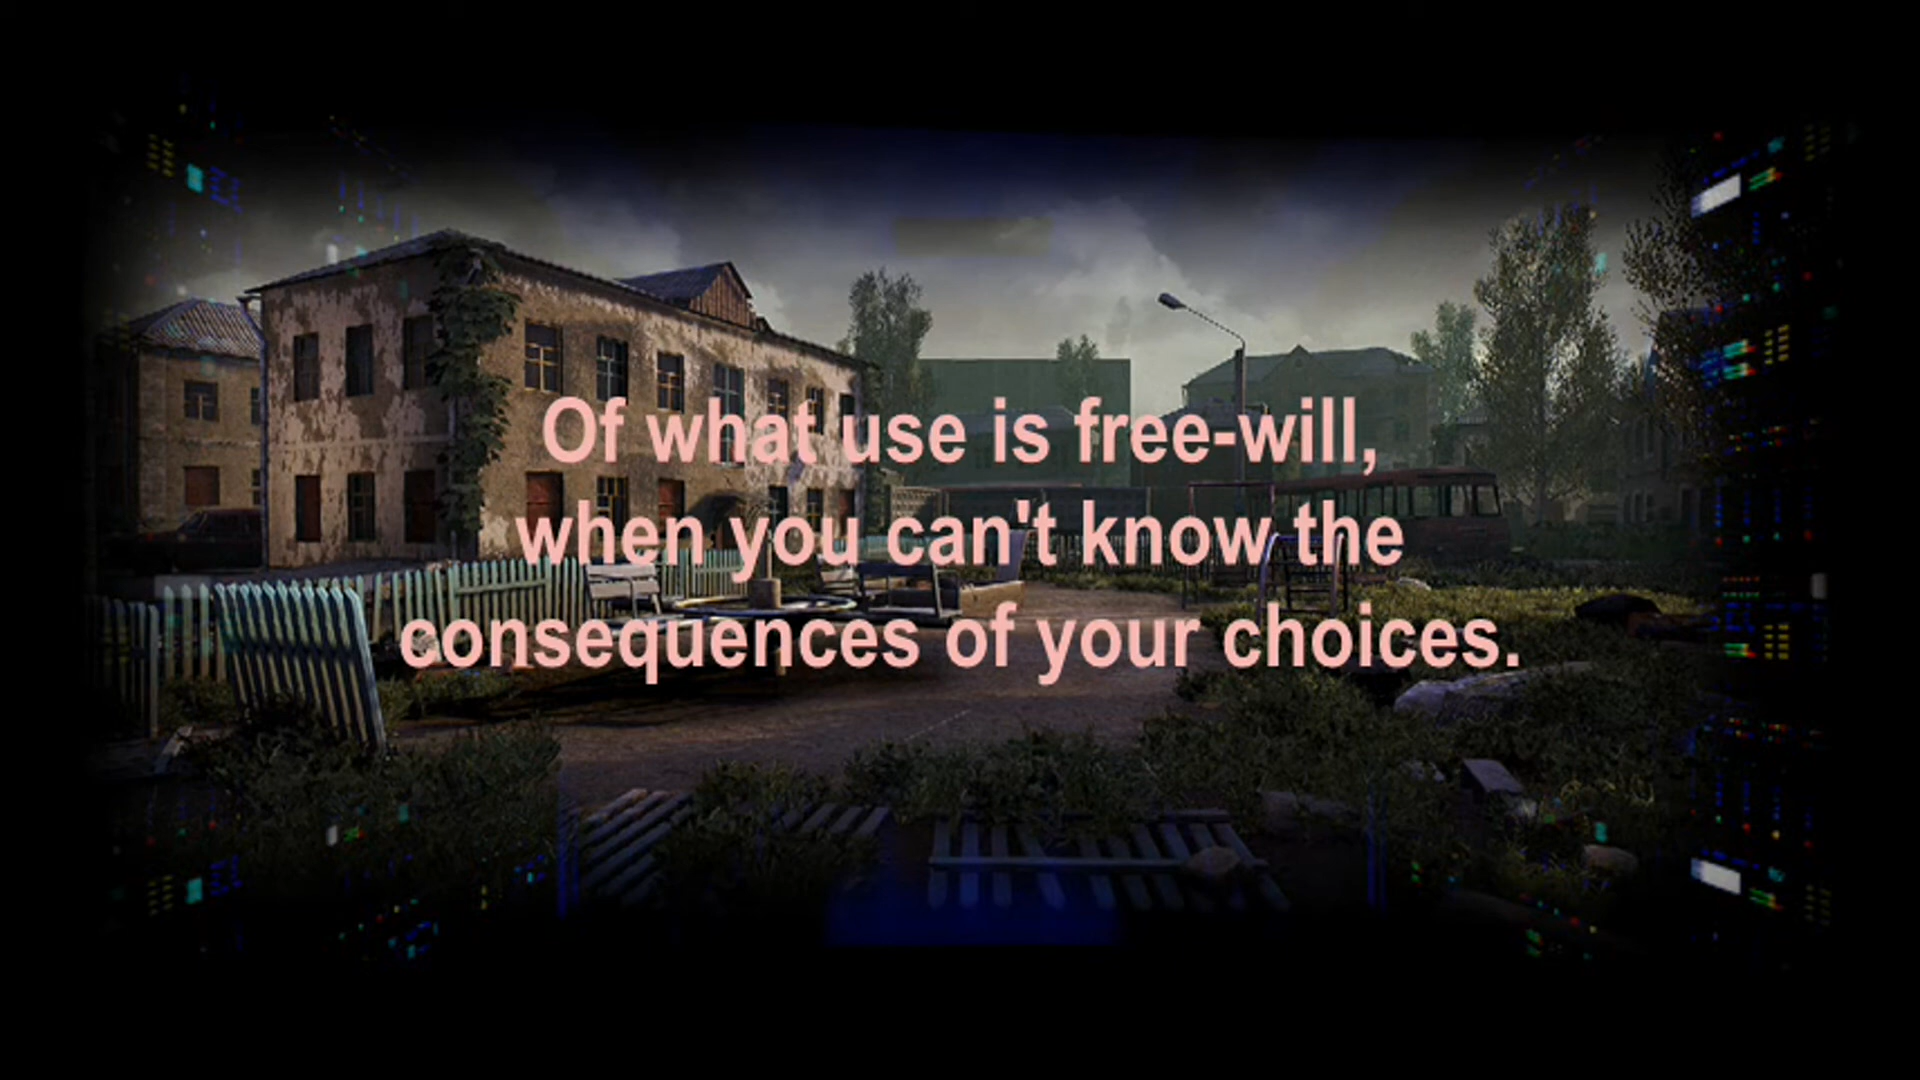 Of what use is free-will,
when you can't know the
consequences of your choices.